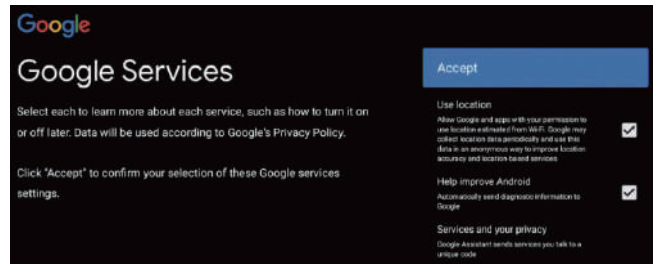 Google
Google Services
Select each to learn more about each service, such as how to turn it on
or off later. Data will be used according to Google's Privacy Policy.
Click "Accept" to confirm your selection of these Google services
settings.
Accept
Use location
Allow Google and apps with your permission to
use location estimated from Wi-Fi. Google may
collect location data periodically and use this
data in an anonymous way to improve location
accuracy and location-based services
Help improve Android
Automatically send diagnostic information to
Google
Services and your privacy
Google Assistant sends services you talk to a
unique code